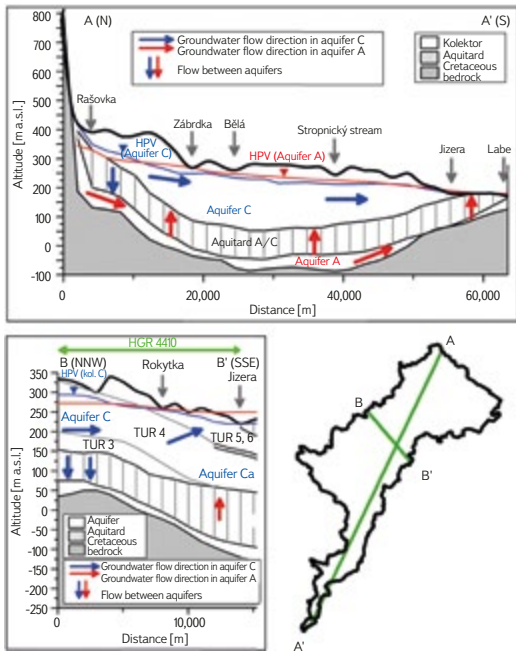 A (N)
A' (S)
Groundwater flow direction in aquifer C
Groundwater flow direction in aquifer A
Flow between aquifers
Kolektor
Aquitard
Cretaceous
bedrock
Altitude [m a.s.l.]
800
700
600
500
400
300
200
100
0
-100
Rašovka
HPV
(Aquifer C)
Zábrdka
Bělá
HPV (Aquifer A)
Stropnický stream
Jizera
Labe
Aquifer C
Aquitard A/C
Aquifer A
0
20,000
40,000
60,000
Distance [m]
HGR 4410
B (NNW)
B' (SSE)
HPV (kol. C)
Rokytka
Jizera
Altitude [m a.s.l.]
350
300
250
200
150
100
50
0
-50
-100
-150
-200
-250
Aquifer C
TUR 3
TUR 4
TUR 5, 6
Aquifer Ca
Aquifer
Aquitard
Cretaceous
bedrock
Groundwater flow direction in aquifer C
Groundwater flow direction in aquifer A
Flow between aquifers
0
10,000
Distance [m]
A
B
B'
A'